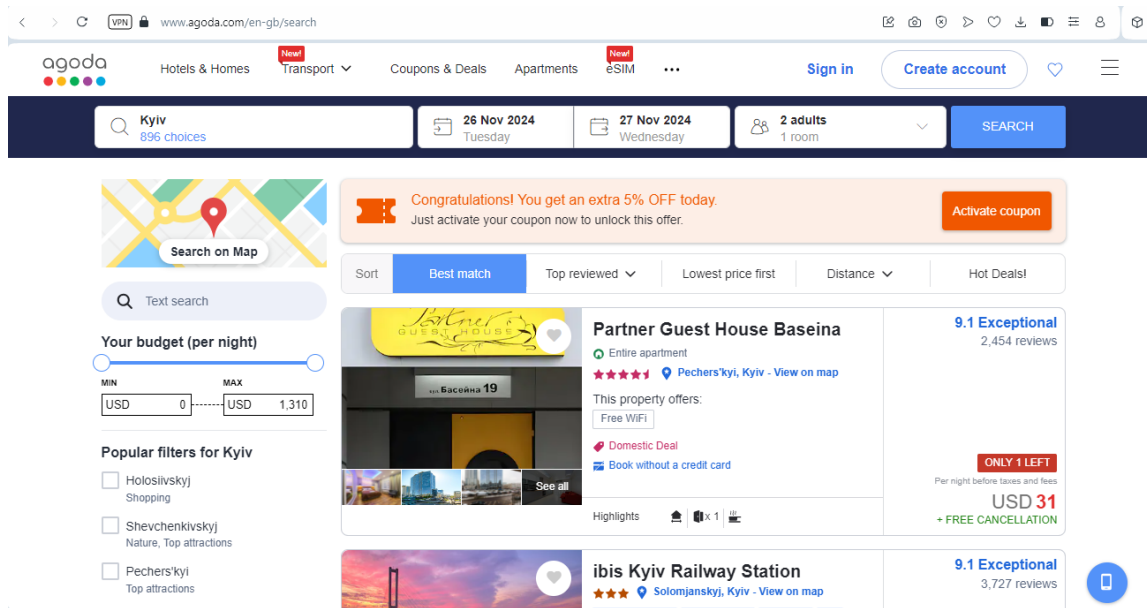 VPN
www.agoda.com/en-gb/search
agoda
Hotels & Homes
New!
Transport
Coupons & Deals
Apartments
New!
eSIM
Sign in
Create account
Kyiv
896 choices
26 Nov 2024
Tuesday
27 Nov 2024
Wednesday
2 adults
1 room
SEARCH
Search on Map
Text search
Your budget (per night)
MIN MAX
USD 0 USD 1,310
Popular filters for Kyiv
Holosiivskyj
Shopping
Shevchenkivskyj
Nature, Top attractions
Pechers'kyi
Top attractions
Congratulations! You get an extra 5% OFF today.
Just activate your coupon now to unlock this offer.
Activate coupon
Sort
Best match
Top reviewed
Lowest price first
Distance
Hot Deals!
Partner
GUEST HOUSE
Басейна 19
See all
Partner Guest House Baseina
Entire apartment
Pechers'kyi, Kyiv - View on map
This property offers:
Free WiFi
Domestic Deal
Book without a credit card
Highlights
x 1
9.1 Exceptional
2,454 reviews
ONLY 1 LEFT
Per night before taxes and fees
USD 31
+ FREE CANCELLATION
ibis Kyiv Railway Station
Solomjanskyj, Kyiv - View on map
9.1 Exceptional
3,727 reviews